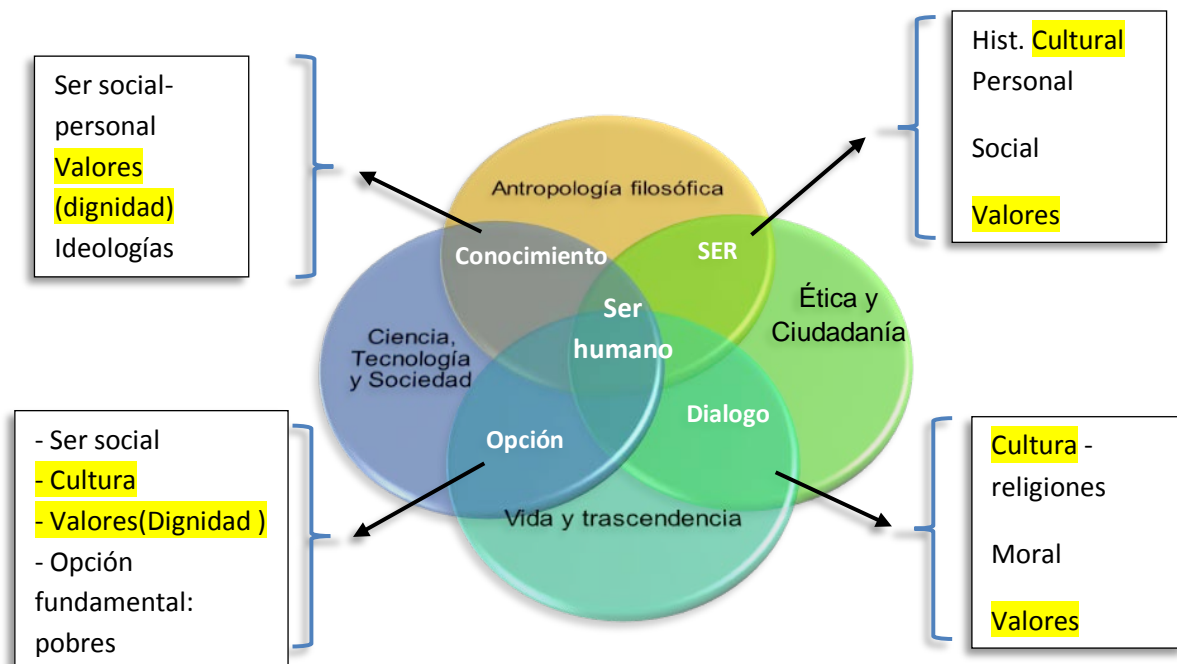 Ser social-
personal
Valores
(dignidad)
Ideologías
Hist. Cultural
Personal
Social
Valores
Antropología filosófica
Conocimiento
SER
Ser
humano
Ética y
Ciudadanía
Ciencia,
Tecnología
y Sociedad
Opción
Dialogo
Vida y trascendencia
- Ser social
- Cultura
- Valores(Dignidad )
- Opción
fundamental:
pobres
Cultura -
religiones
Moral
Valores